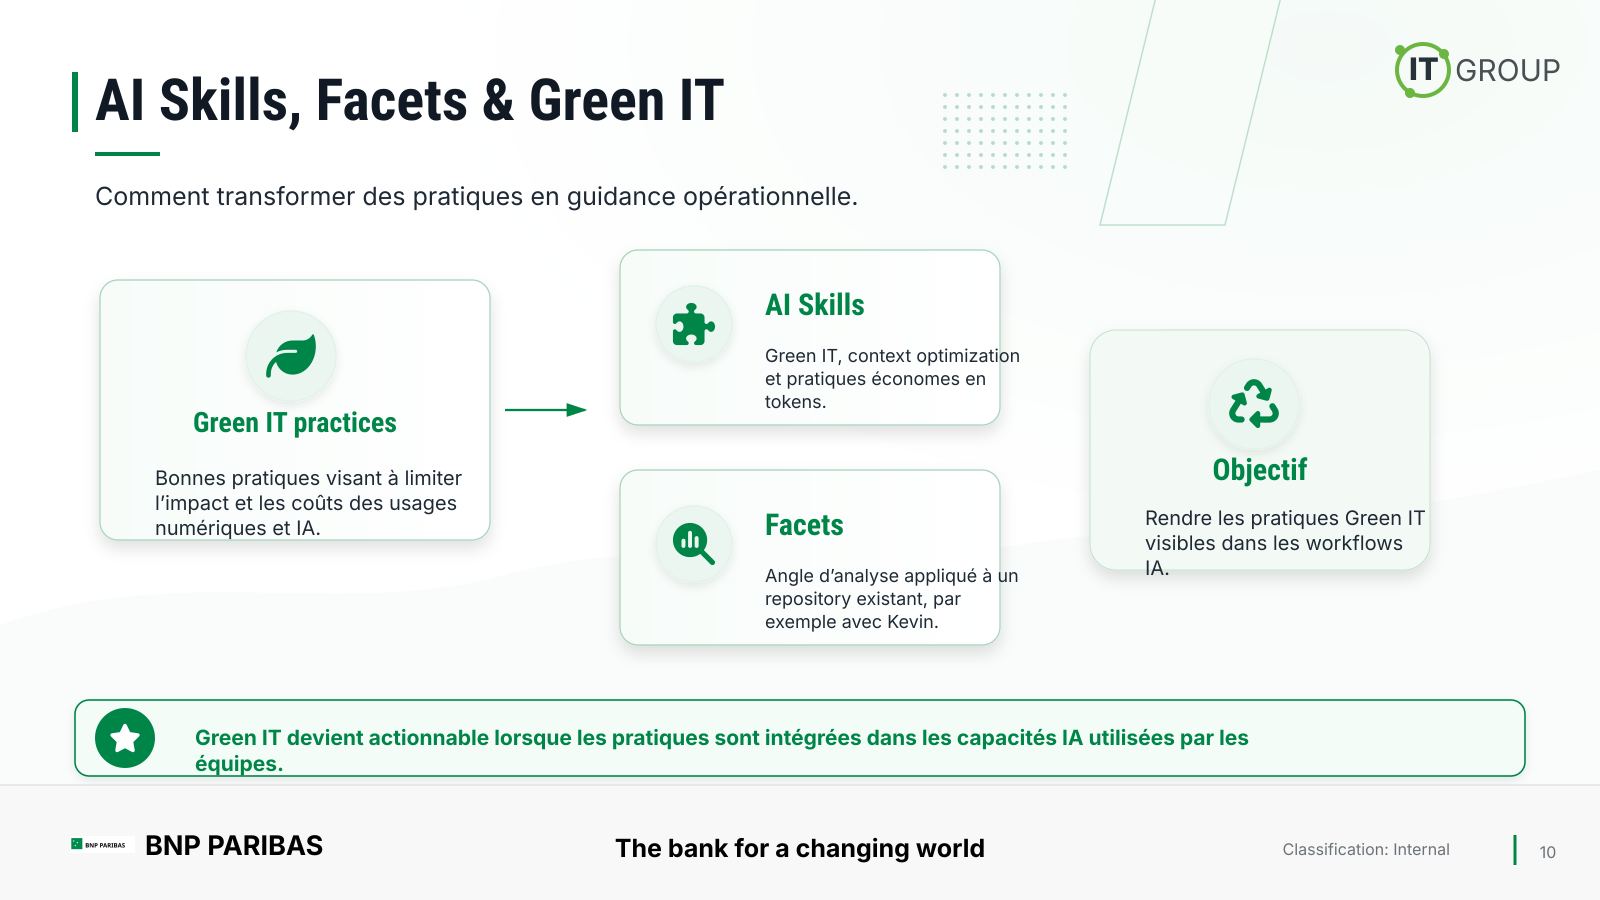 AI Skills, Facets & Green IT
IT GROUP
Comment transformer des pratiques en guidance opérationnelle.
Green IT practices
Bonnes pratiques visant à limiter
l’impact et les coûts des usages
numériques et IA.
AI Skills
Green IT, context optimization
et pratiques économes en
tokens.
Facets
Angle d’analyse appliqué à un
repository existant, par
exemple avec Kevin.
Objectif
Rendre les pratiques Green IT
visibles dans les workflows
IA.
Green IT devient actionnable lorsque les pratiques sont intégrées dans les capacités IA utilisées par les
équipes.
BNP PARIBAS
BNP PARIBAS
The bank for a changing world
Classification: Internal
10